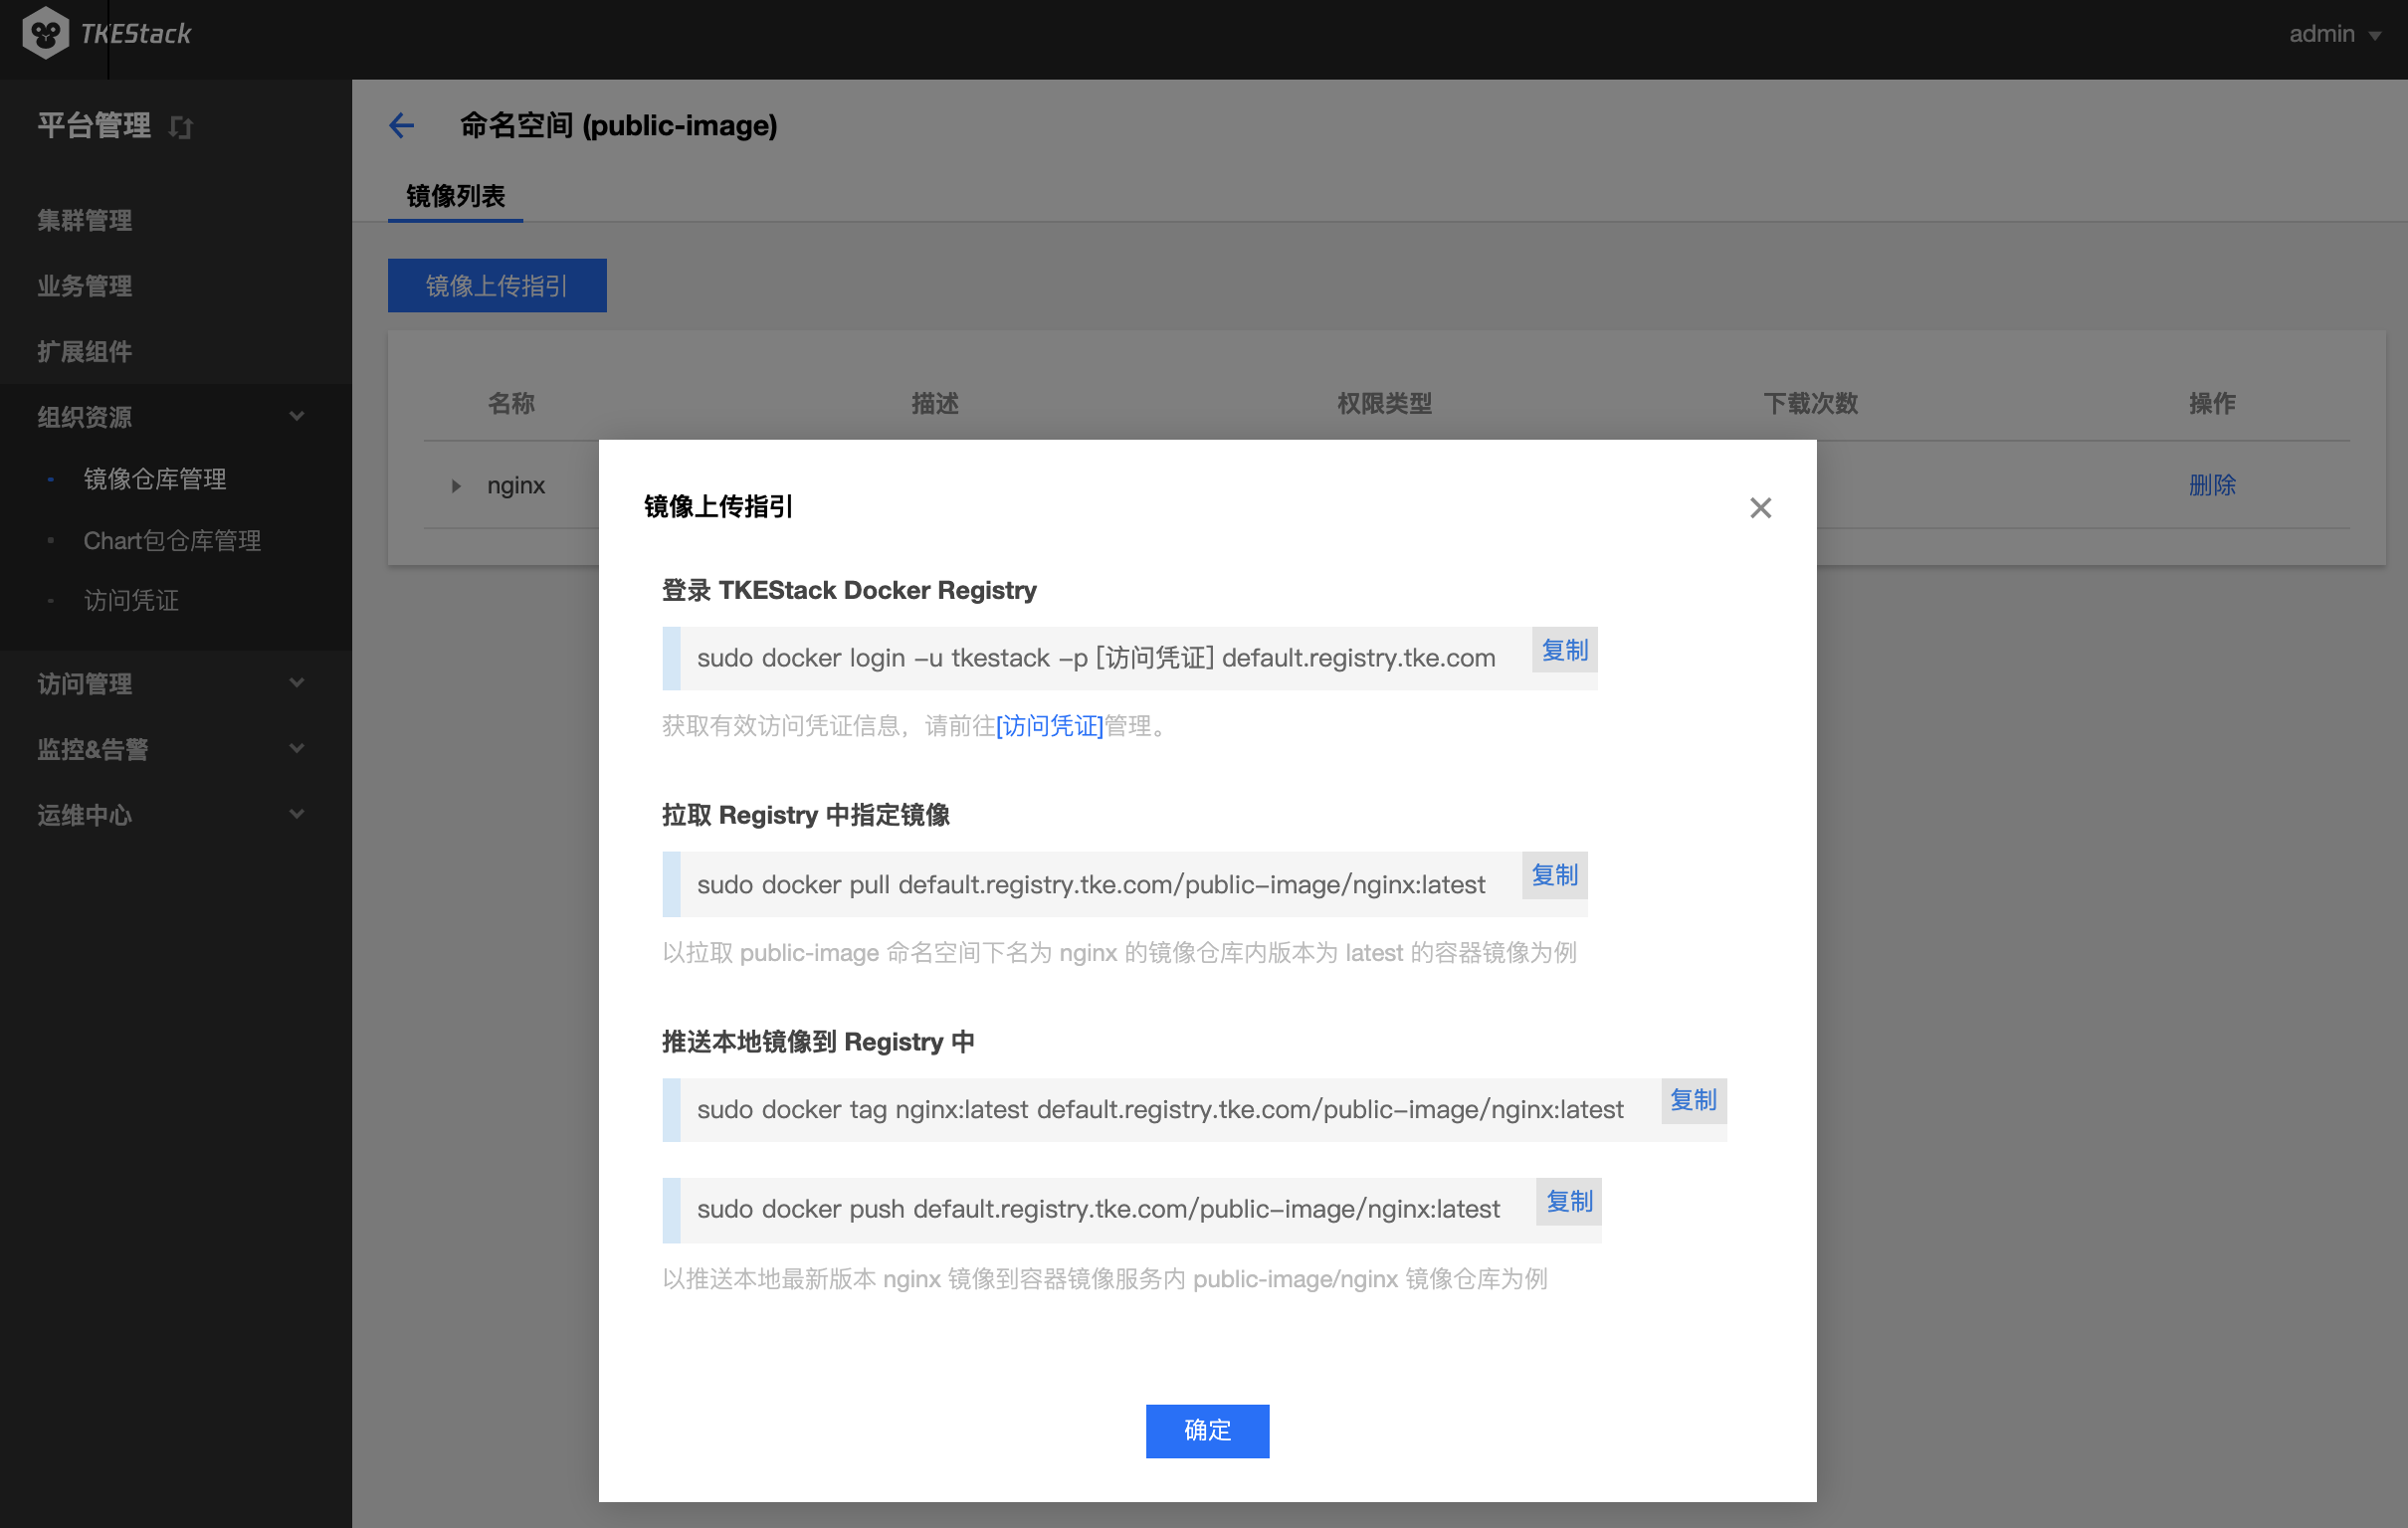 TKEStack
admin
平台管理
命名空间 (public-image)
镜像列表
集群管理
业务管理
扩展组件
组织资源
镜像仓库管理
Chart包仓库管理
访问凭证
访问管理
监控&告警
运维中心
镜像上传指引
名称 描述 权限类型 下载次数 操作
nginx 删除
镜像上传指引
登录 TKEStack Docker Registry
sudo docker login -u tkestack -p [访问凭证] default.registry.tke.com 复制
获取有效访问凭证信息，请前往[访问凭证]管理。
拉取 Registry 中指定镜像
sudo docker pull default.registry.tke.com/public-image/nginx:latest 复制
以拉取 public-image 命名空间下名为 nginx 的镜像仓库内版本为 latest 的容器镜像为例
推送本地镜像到 Registry 中
sudo docker tag nginx:latest default.registry.tke.com/public-image/nginx:latest 复制
sudo docker push default.registry.tke.com/public-image/nginx:latest 复制
以推送本地最新版本 nginx 镜像到容器镜像服务内 public-image/nginx 镜像仓库为例
确定